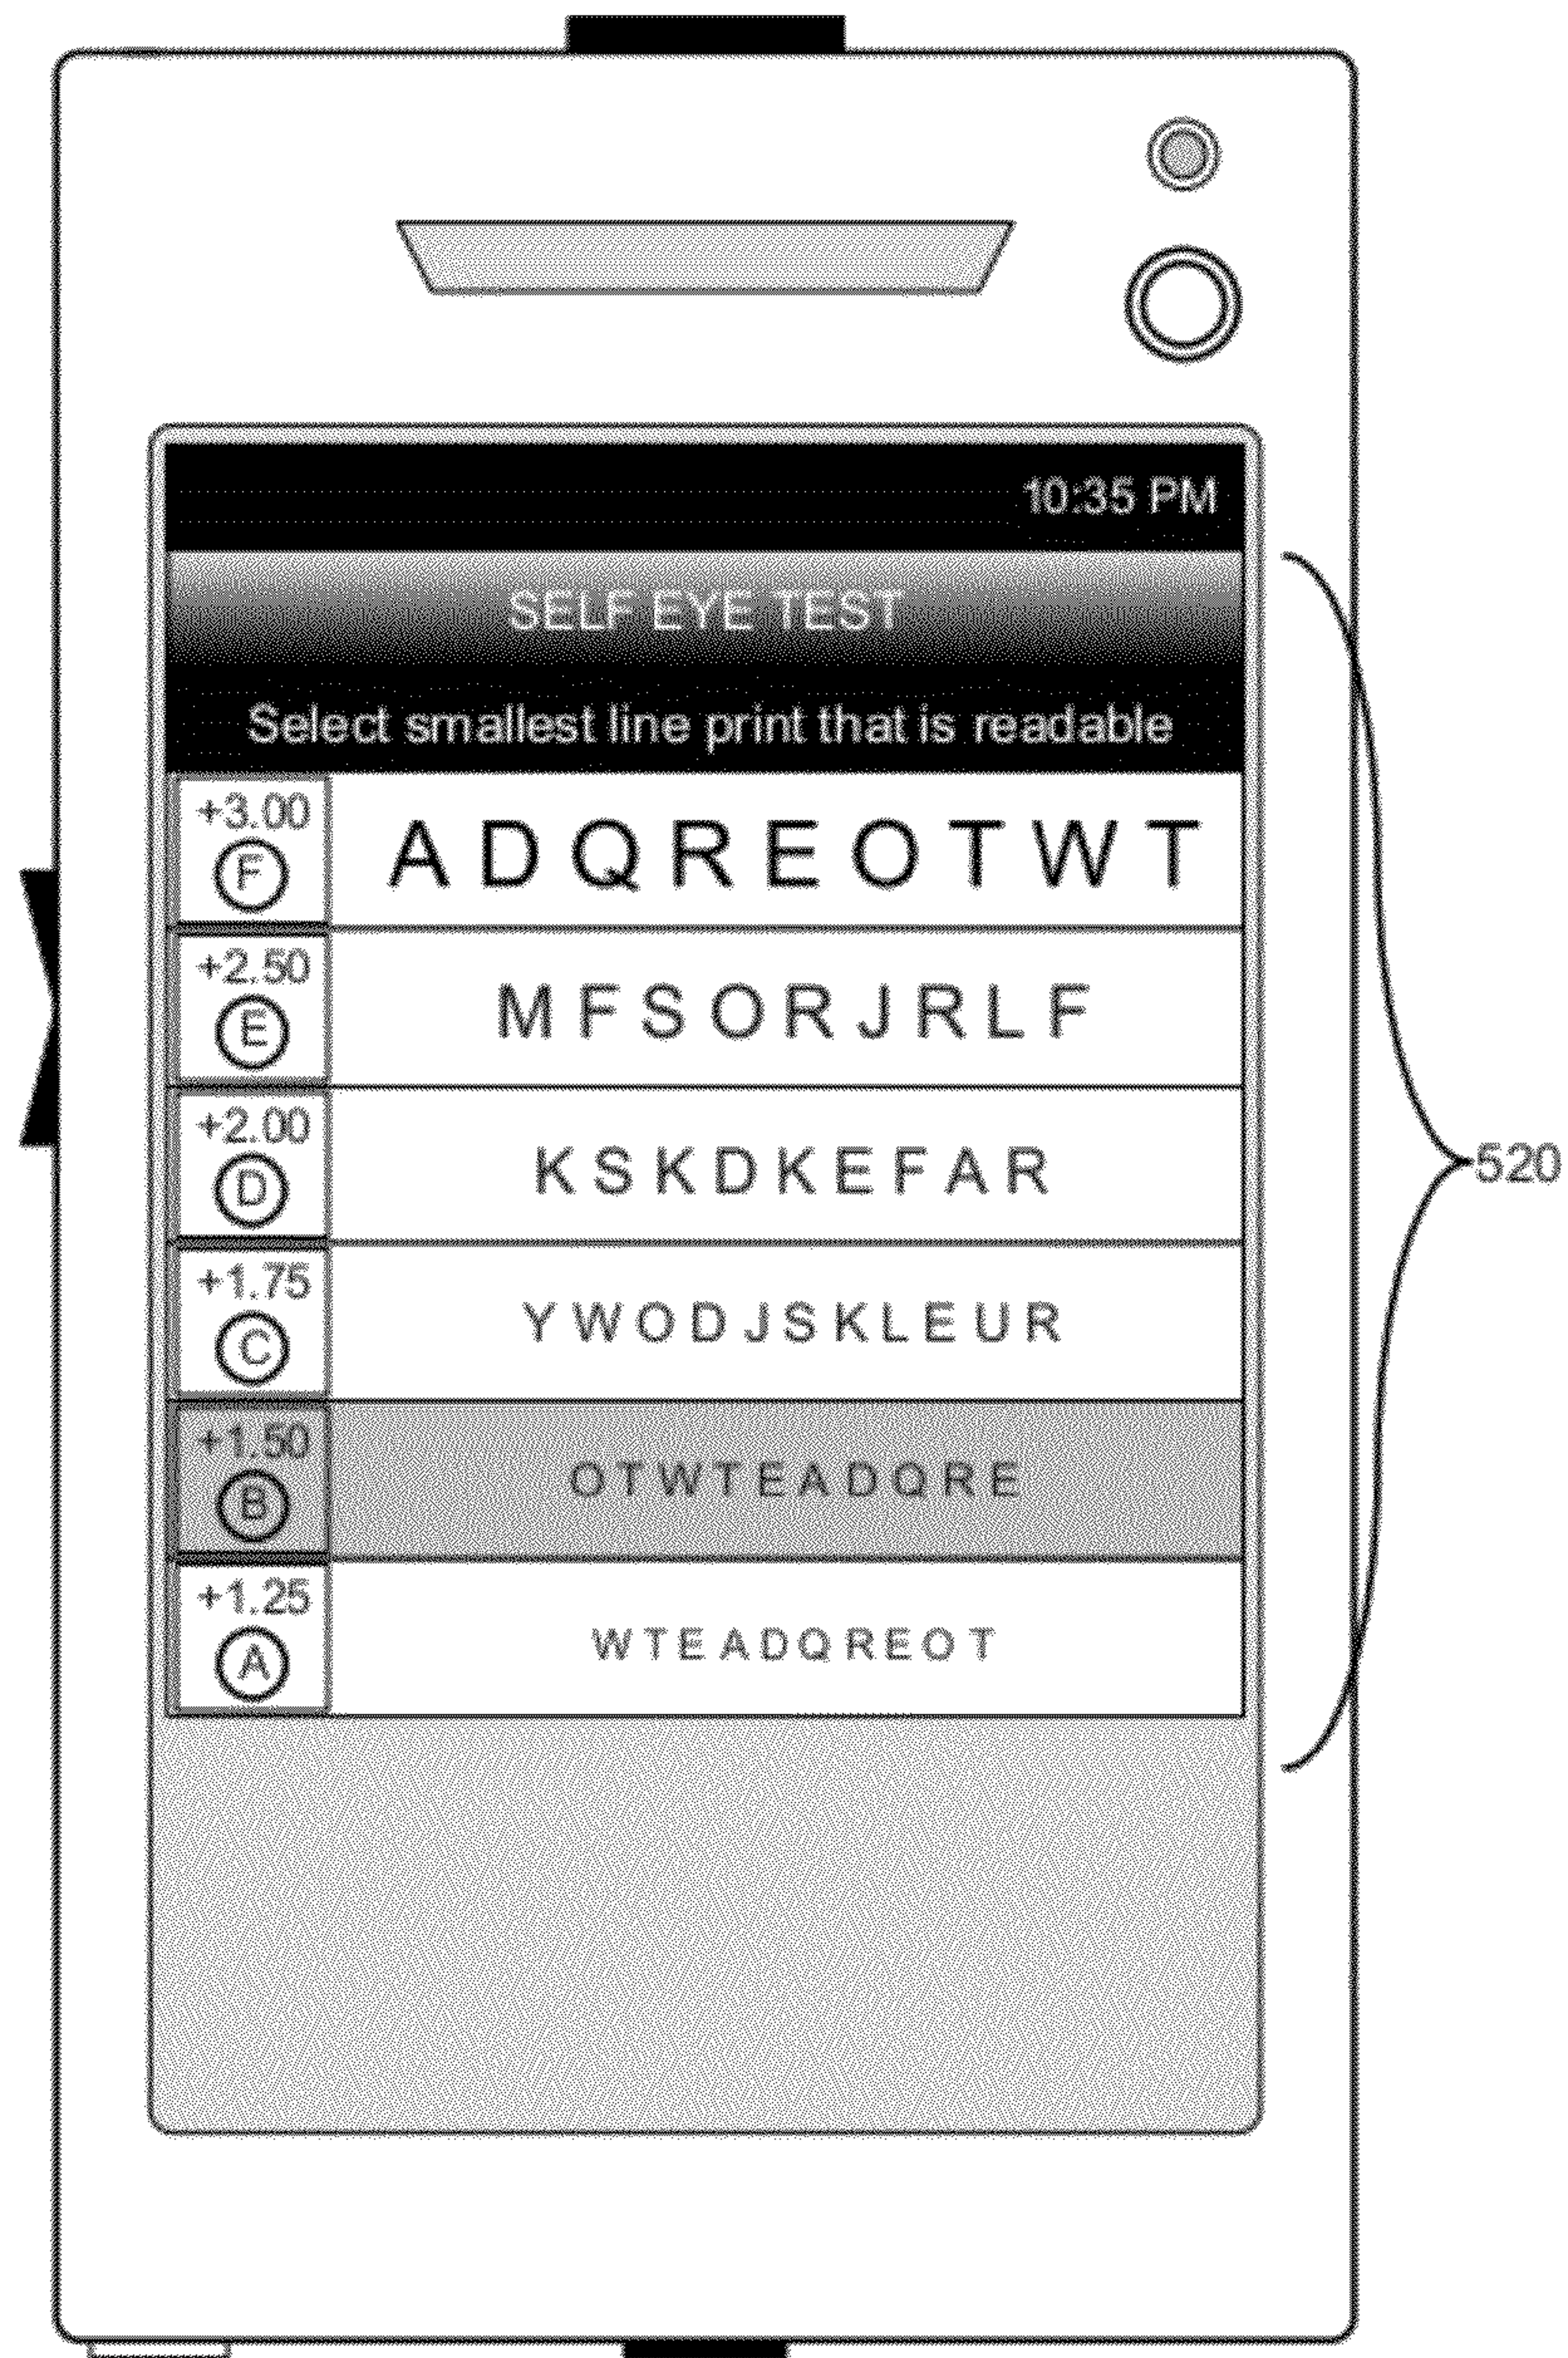 10:35 PM
SELF EYE TEST
Select smallest line print that is readable
+3.00
F
A D Q R E O T W T
+2.50
E
M F S O R J R L F
520
+2.00
D
K S K D K E F A R
+1.75
C
Y W O D J S K L E U R
+1.50
B
O T W T E A D Q R E
+1.25
A
W T E A D Q R E O T